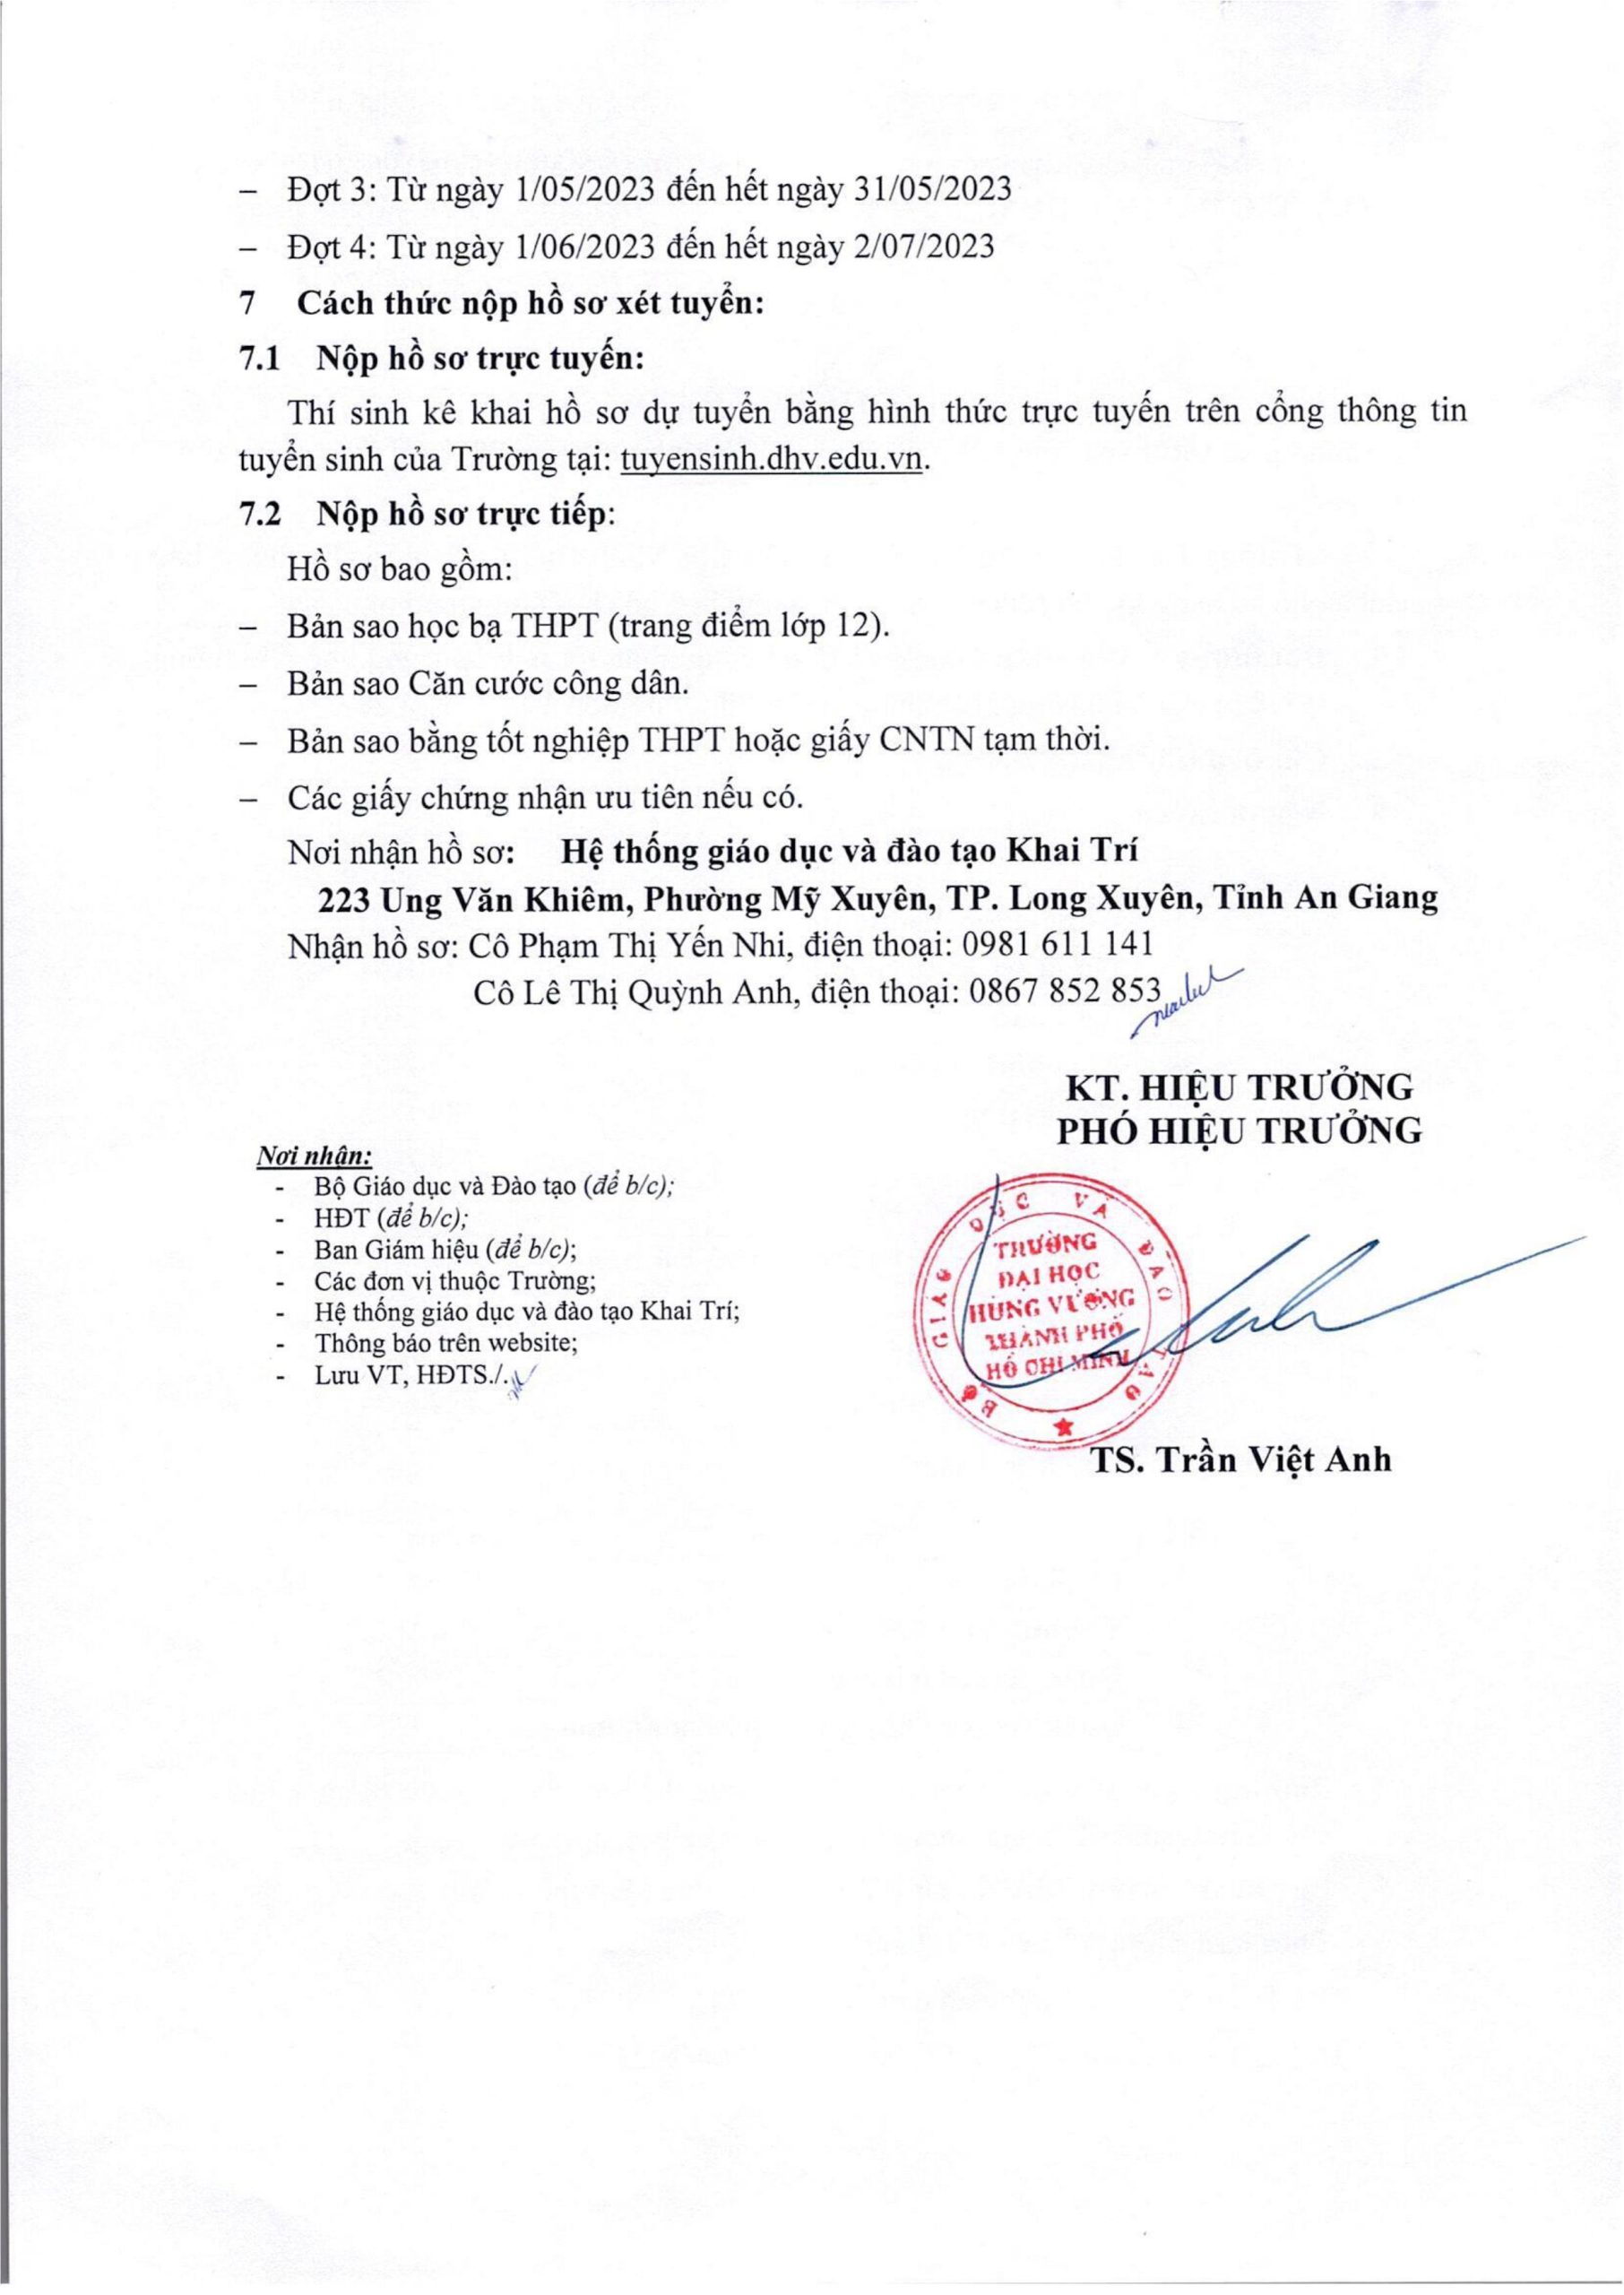 – Đợt 3: Từ ngày 1/05/2023 đến hết ngày 31/05/2023
– Đợt 4: Từ ngày 1/06/2023 đến hết ngày 2/07/2023
7 Cách thức nộp hồ sơ xét tuyển:
7.1 Nộp hồ sơ trực tuyến:
Thí sinh kê khai hồ sơ dự tuyển bằng hình thức trực tuyến trên cổng thông tin
tuyển sinh của Trường tại: tuyensinh.dhv.edu.vn.
7.2 Nộp hồ sơ trực tiếp:
Hồ sơ bao gồm:
– Bản sao học bạ THPT (trang điểm lớp 12).
– Bản sao Căn cước công dân.
– Bản sao bằng tốt nghiệp THPT hoặc giấy CNTN tạm thời.
– Các giấy chứng nhận ưu tiên nếu có.
Nơi nhận hồ sơ: Hệ thống giáo dục và đào tạo Khai Trí
223 Ung Văn Khiêm, Phường Mỹ Xuyên, TP. Long Xuyên, Tỉnh An Giang
Nhận hồ sơ: Cô Phạm Thị Yến Nhi, điện thoại: 0981 611 141
Cô Lê Thị Quỳnh Anh, điện thoại: 0867 852 853
KT. HIỆU TRƯỞNG
PHÓ HIỆU TRƯỞNG
Nơi nhận:
- Bộ Giáo dục và Đào tạo (để b/c);
- HĐT (để b/c);
- Ban Giám hiệu (để b/c);
- Các đơn vị thuộc Trường;
- Hệ thống giáo dục và đào tạo Khai Trí;
- Thông báo trên website;
- Lưu VT, HĐTS./.
BỘ GIÁO DỤC VÀ ĐÀO TẠO
TRƯỜNG
ĐẠI HỌC
HÙNG VƯƠNG
THÀNH PHỐ
HỒ CHÍ MINH
TS. Trần Việt Anh